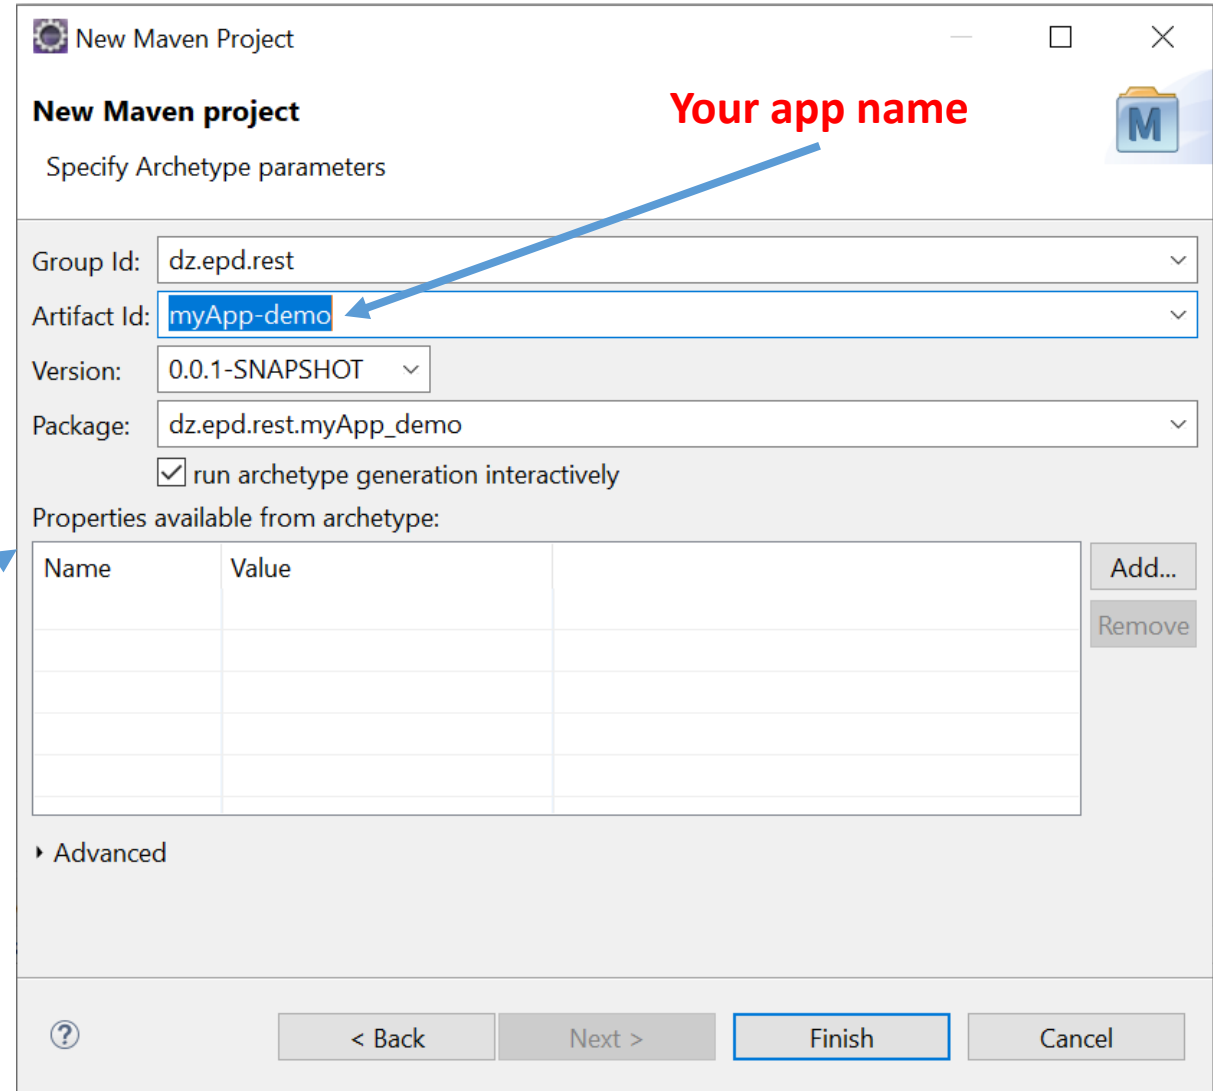 New Maven Project
New Maven project
Your app name
Specify Archetype parameters
Group Id: dz.epd.rest
Artifact Id: myApp-demo
Version: 0.0.1-SNAPSHOT
Package: dz.epd.rest.myApp_demo
run archetype generation interactively
Properties available from archetype:
Name Value Add...
Remove
Advanced
? < Back Next > Finish Cancel